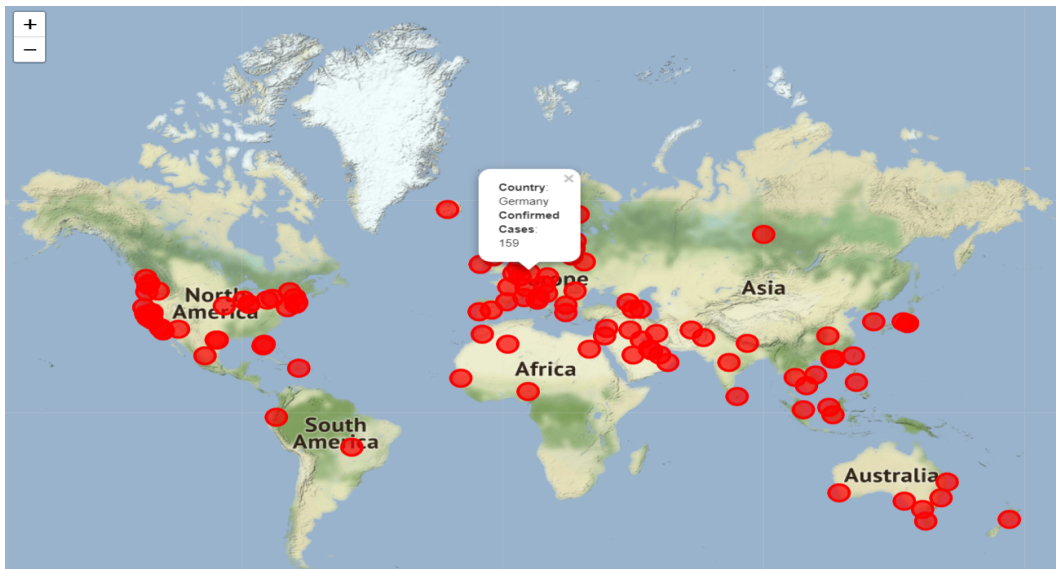 +
−
×
Country:
Germany
Confirmed
Cases:
159
North
America
Asia
Africa
South
America
Australia